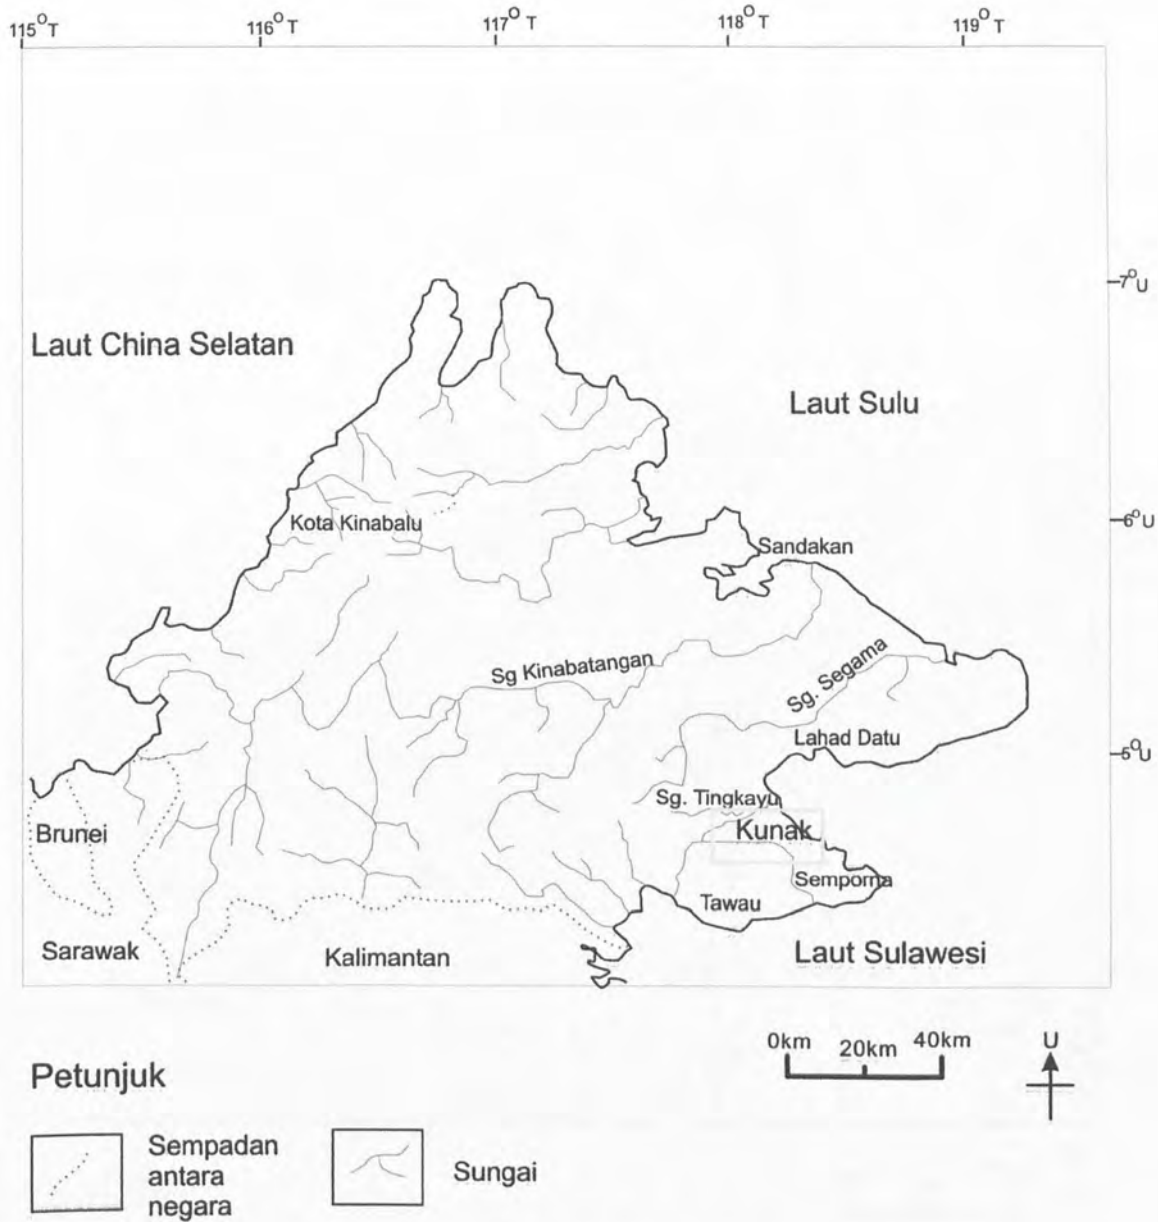 115°T 116°T 117°T 118°T 119°T
7°U
Laut China Selatan
Laut Sulu
Kota Kinabalu
6°U
Sandakan
Sg Kinabatangan
Sg. Segama
Lahad Datu
5°U
Sg. Tingkayu
Kunak
Brunei
Semporna
Tawau
Sarawak
Kalimantan
Laut Sulawesi
0km 20km 40km
U
Petunjuk
Sempadan
antara
negara
Sungai